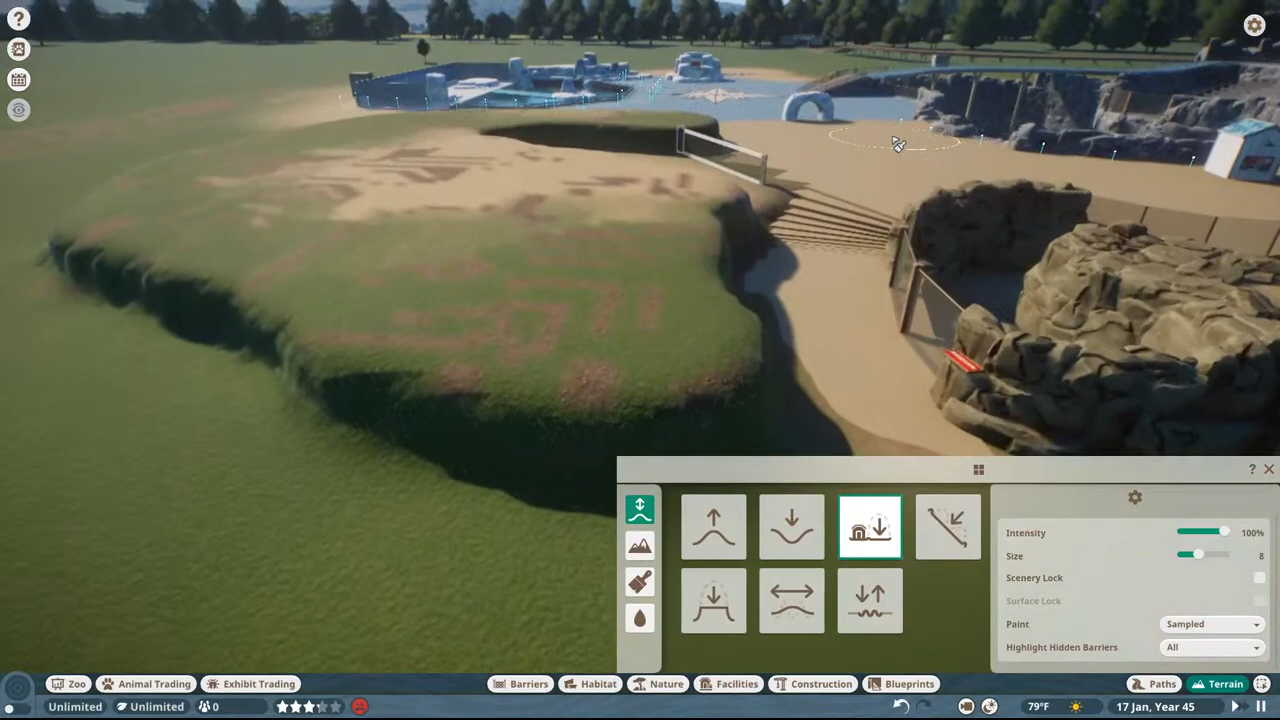 ?
? ×
Intensity 100%
Size 8
Scenery Lock
Surface Lock
Paint Sampled
Highlight Hidden Barriers All
Zoo Animal Trading Exhibit Trading Barriers Habitat Nature Facilities Construction Blueprints Paths Terrain
Unlimited Unlimited 0 79°F 17 Jan, Year 45